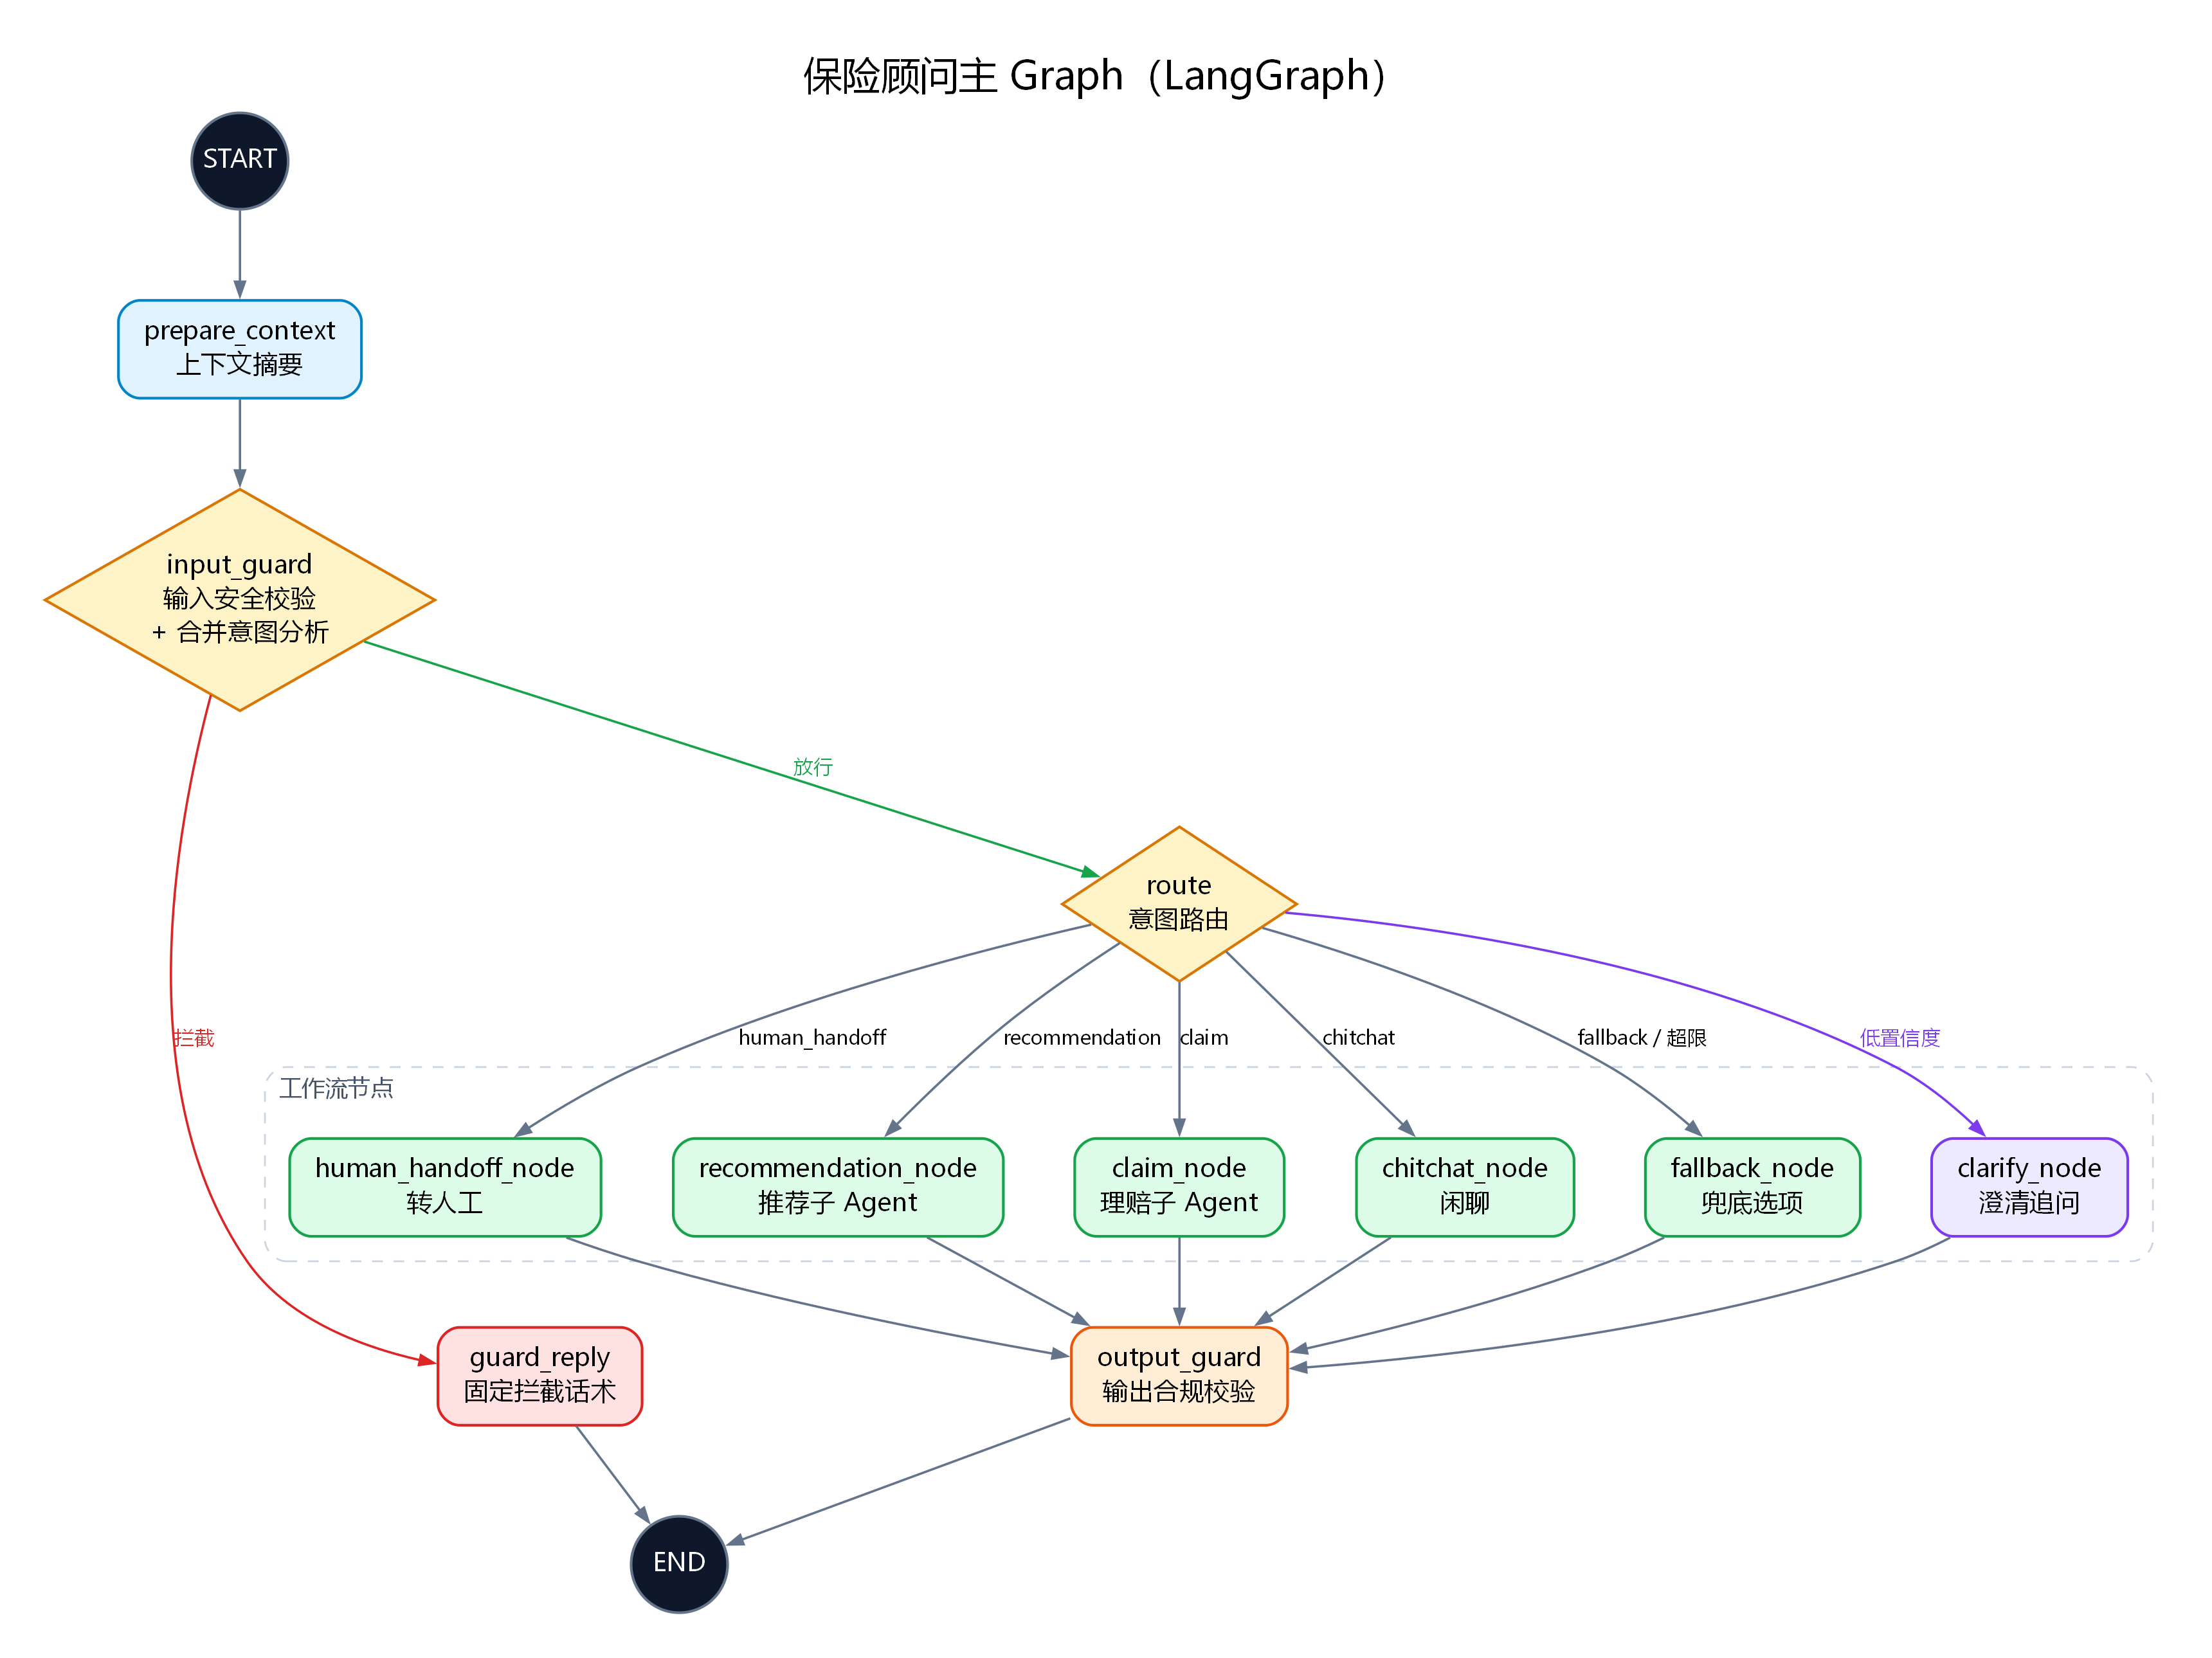 保险顾问主 Graph（LangGraph）
START
prepare_context
上下文摘要
input_guard
输入安全校验
+ 合并意图分析
放行
route
意图路由
拦截
human_handoff
recommendation
claim
chitchat
fallback / 超限
低置信度
工作流节点
human_handoff_node
转人工
recommendation_node
推荐子 Agent
claim_node
理赔子 Agent
chitchat_node
闲聊
fallback_node
兜底选项
clarify_node
澄清追问
guard_reply
固定拦截话术
output_guard
输出合规校验
END